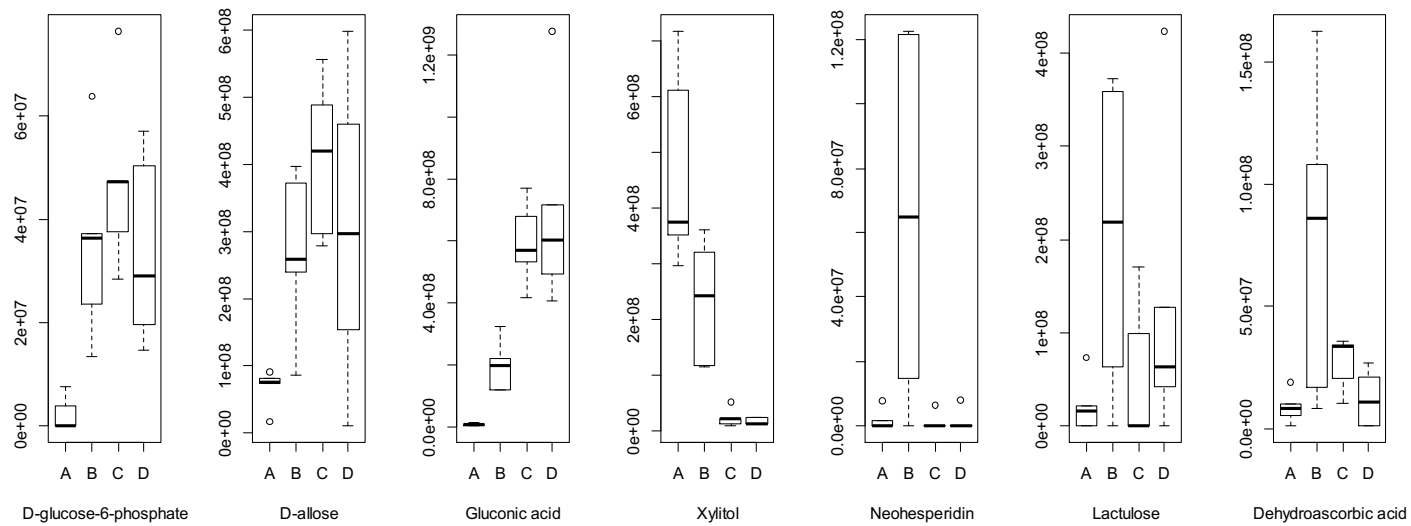 0e+00 2e+07 4e+07 6e+07
A B C D
D-glucose-6-phosphate
0e+00 1e+08 2e+08 3e+08 4e+08 5e+08 6e+08
A B C D
D-allose
0.0e+00 4.0e+08 8.0e+08 1.2e+09
A B C D
Gluconic acid
0e+00 2e+08 4e+08 6e+08
A B C D
Xylitol
0.0e+00 4.0e+07 8.0e+07 1.2e+08
A B C D
Neohesperidin
0e+00 1e+08 2e+08 3e+08 4e+08
A B C D
Lactulose
0.0e+00 5.0e+07 1.0e+08 1.5e+08
A B C D
Dehydroascorbic acid